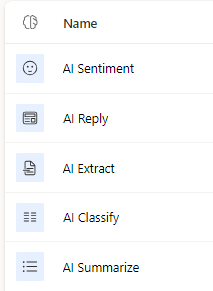 Name
AI Sentiment
AI Reply
AI Extract
AI Classify
AI Summarize